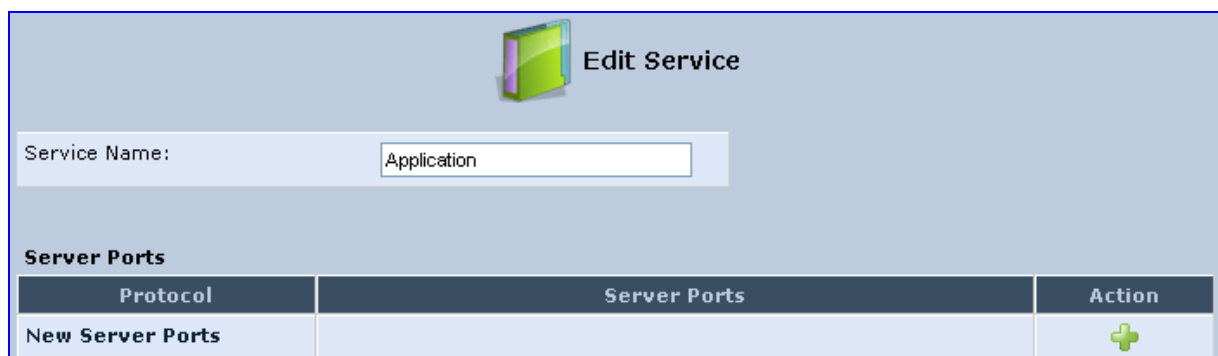 Edit Service
Service Name: Application
Server Ports
Protocol Server Ports Action
New Server Ports